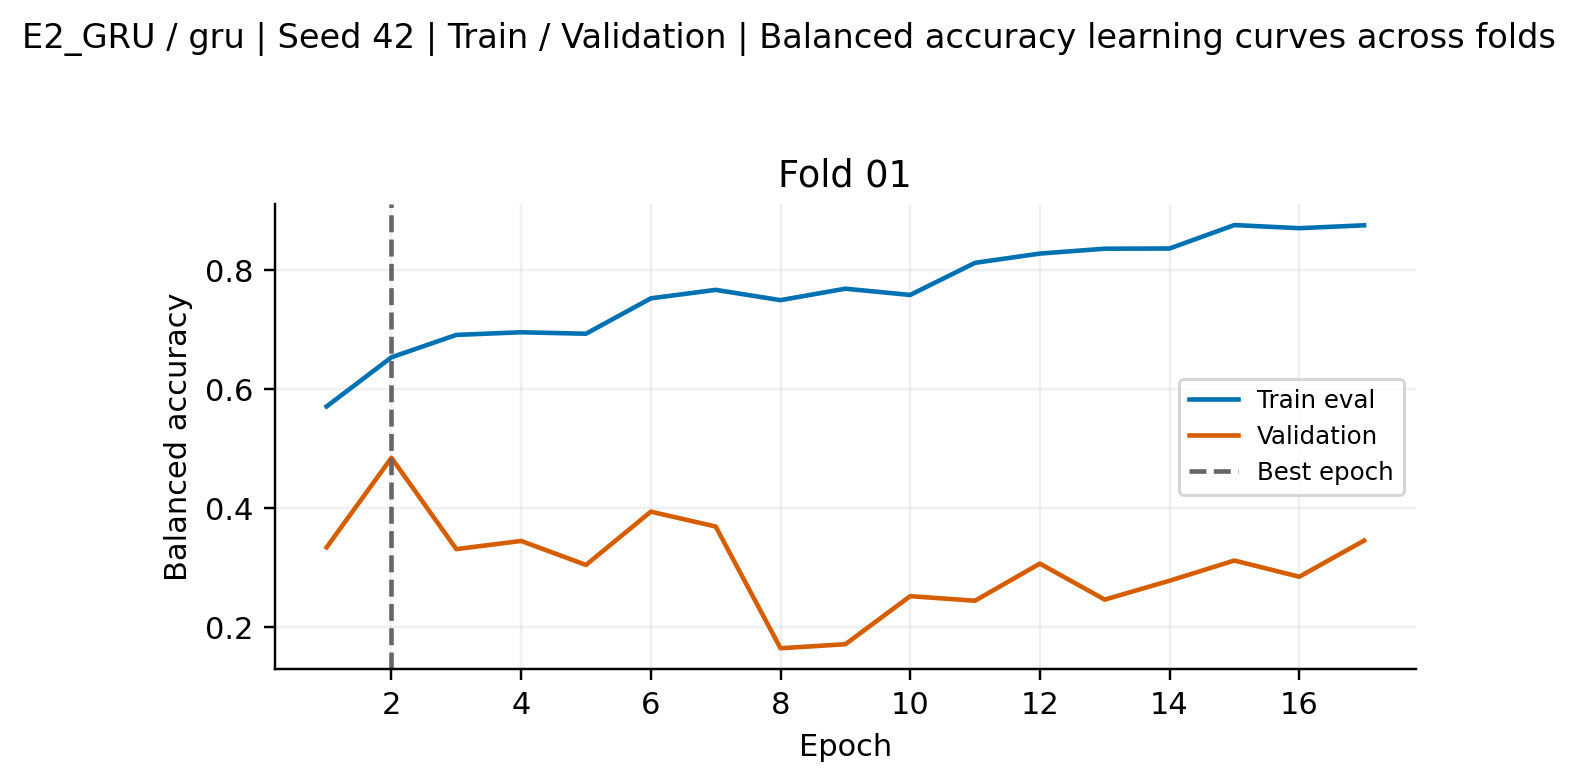 E2_GRU / gru | Seed 42 | Train / Validation | Balanced accuracy learning curves across folds
Fold 01
Balanced accuracy
0.8
0.6
0.4
0.2
Train eval
Validation
Best epoch
2 4 6 8 10 12 14 16
Epoch